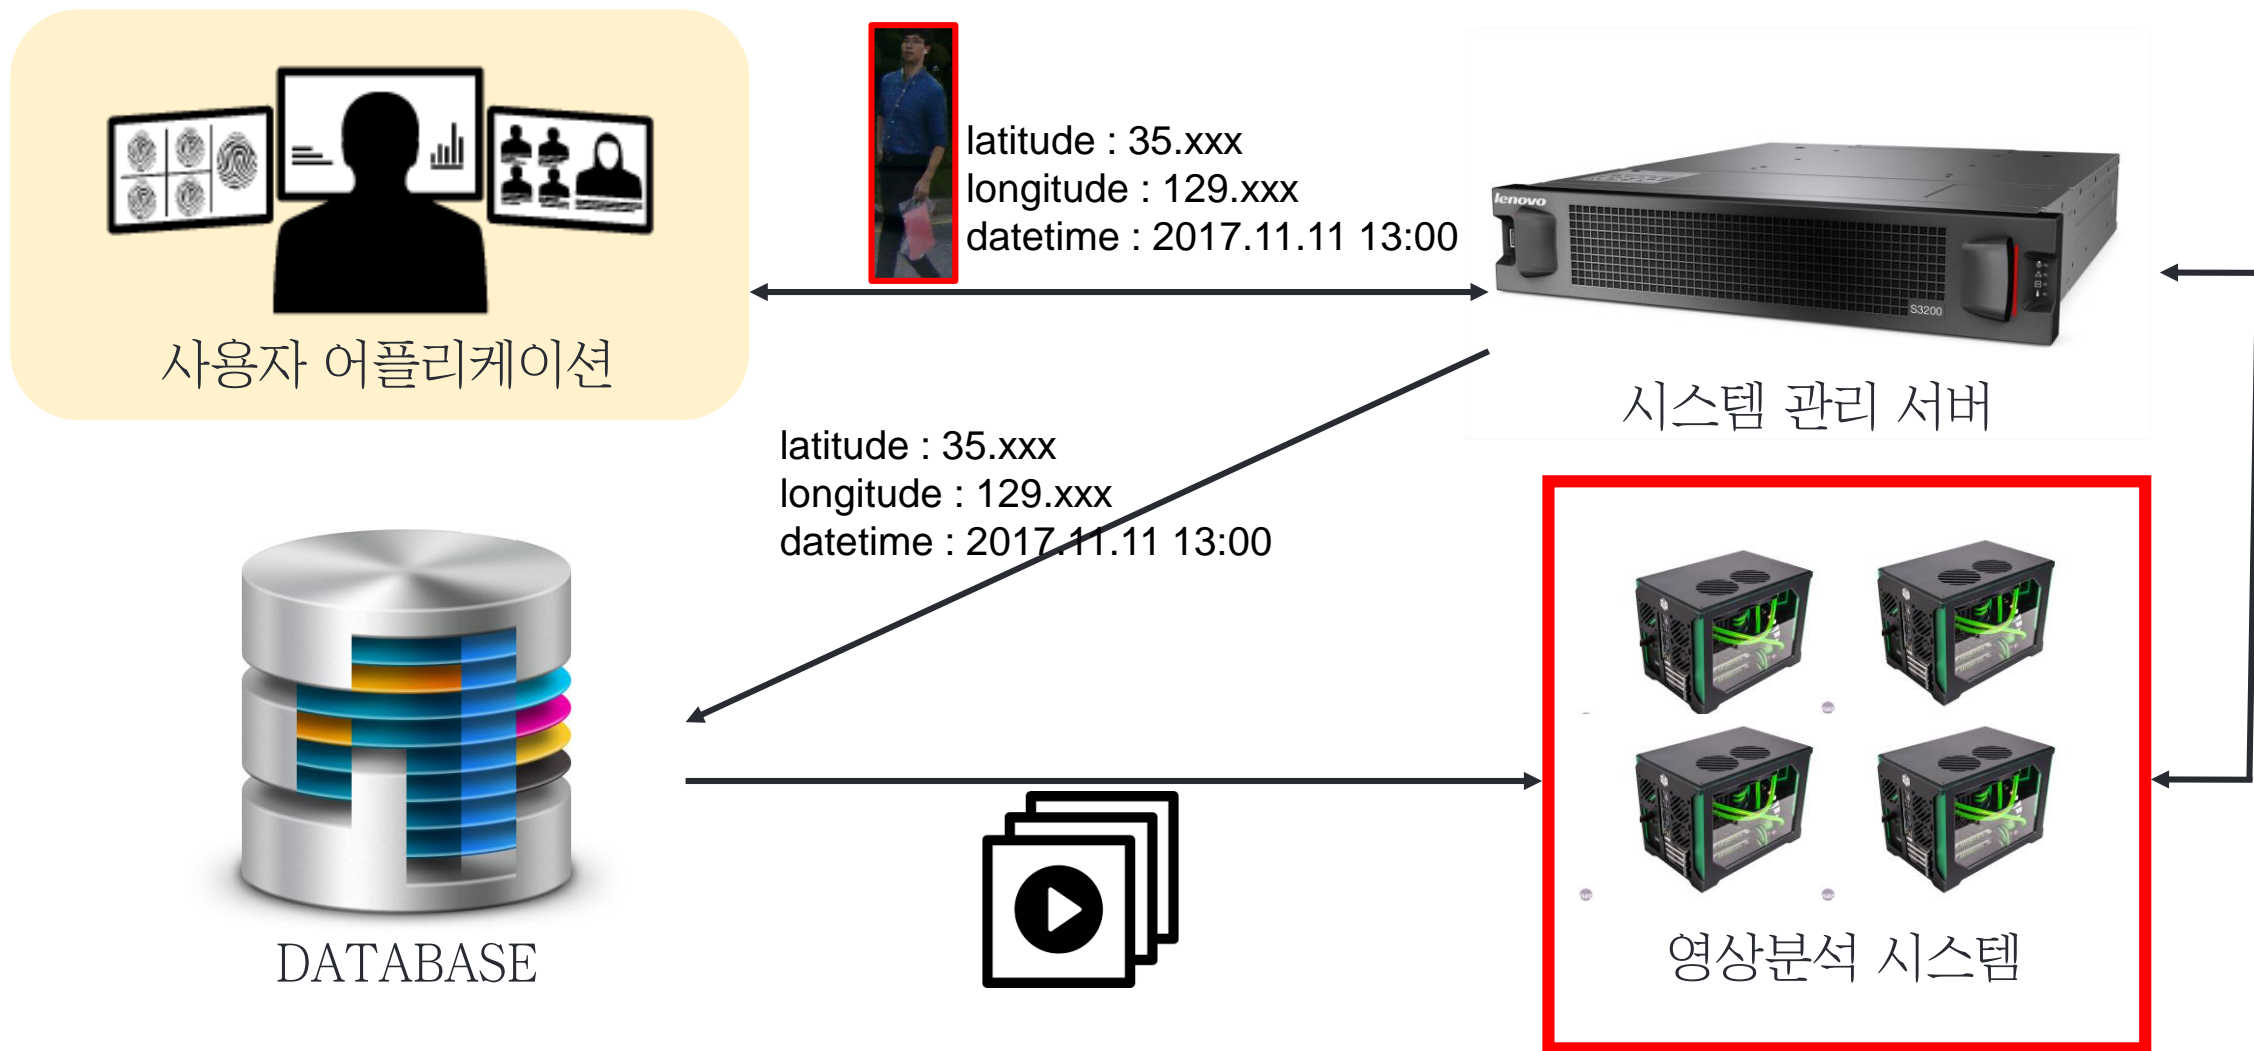 latitude : 35.xxx
longitude : 129.xxx
datetime : 2017.11.11 13:00
lenovo
S3200
사용자 어플리케이션
시스템 관리 서버
latitude : 35.xxx
longitude : 129.xxx
datetime : 2017.11.11 13:00
DATABASE
영상분석 시스템